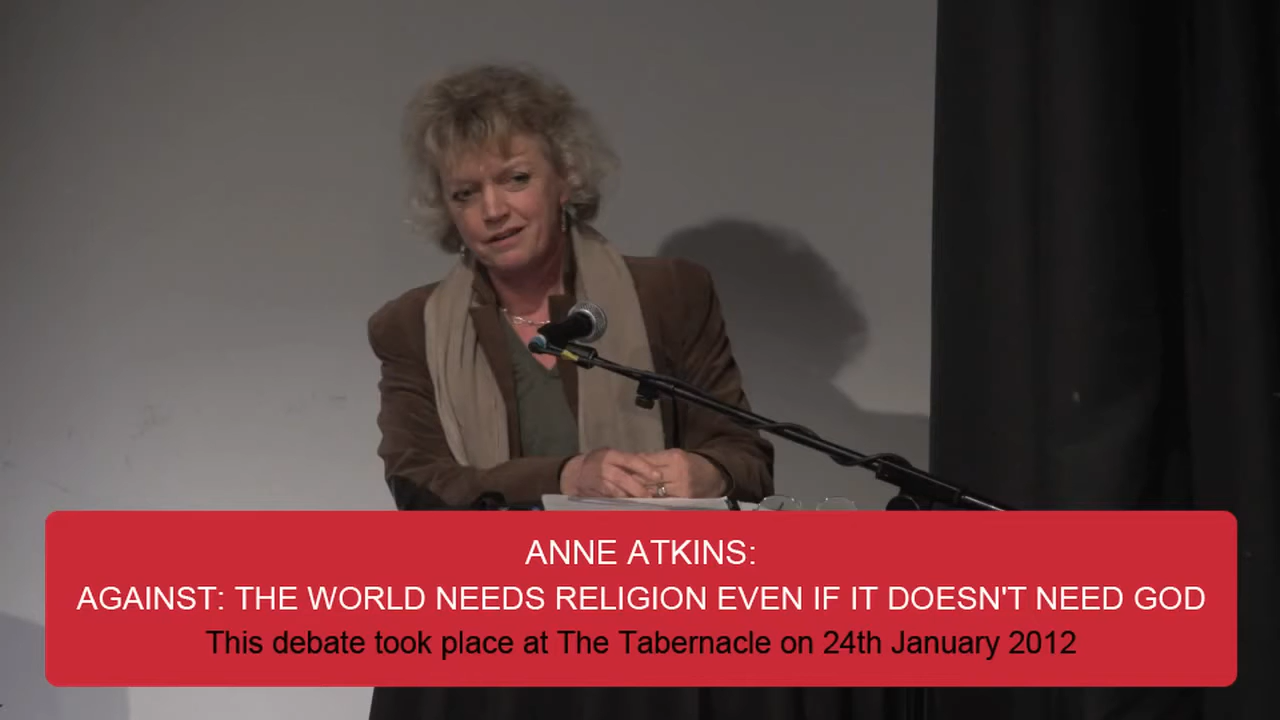 ANNE ATKINS:
AGAINST: THE WORLD NEEDS RELIGION EVEN IF IT DOESN'T NEED GOD
This debate took place at The Tabernacle on 24th January 2012